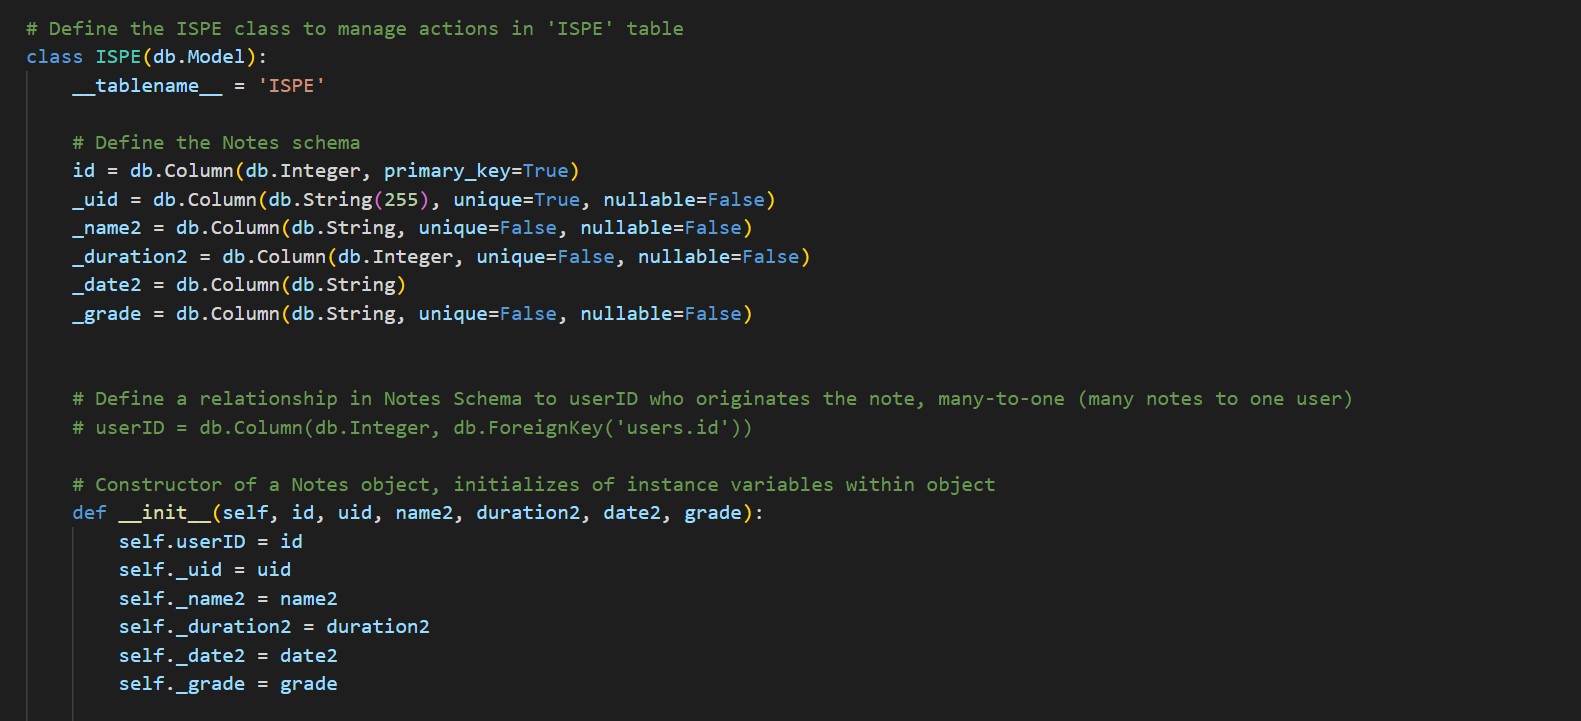 # Define the ISPE class to manage actions in 'ISPE' table
class ISPE(db.Model):
    __tablename__ = 'ISPE'

    # Define the Notes schema
    id = db.Column(db.Integer, primary_key=True)
    _uid = db.Column(db.String(255), unique=True, nullable=False)
    _name2 = db.Column(db.String, unique=False, nullable=False)
    _duration2 = db.Column(db.Integer, unique=False, nullable=False)
    _date2 = db.Column(db.String)
    _grade = db.Column(db.String, unique=False, nullable=False)


    # Define a relationship in Notes Schema to userID who originates the note, many-to-one (many notes to one user)
    # userID = db.Column(db.Integer, db.ForeignKey('users.id'))

    # Constructor of a Notes object, initializes of instance variables within object
    def __init__(self, id, uid, name2, duration2, date2, grade):
        self.userID = id
        self._uid = uid
        self._name2 = name2
        self._duration2 = duration2
        self._date2 = date2
        self._grade = grade